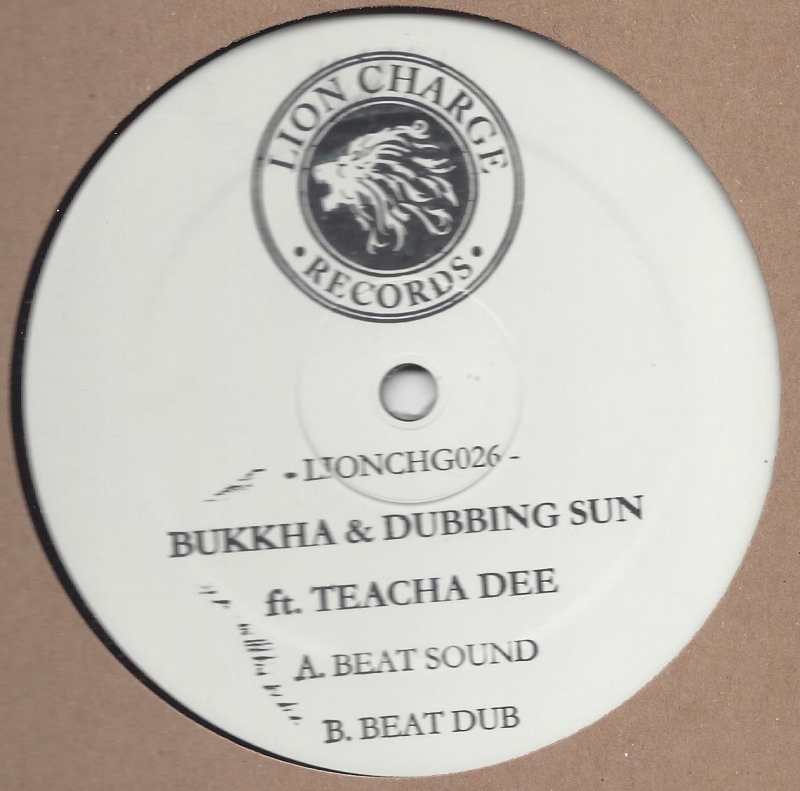 LION CHARGE
• RECORDS •
- LIONCHG026 -
BUKKHA & DUBBING SUN
ft. TEACHA DEE
A. BEAT SOUND
B. BEAT DUB